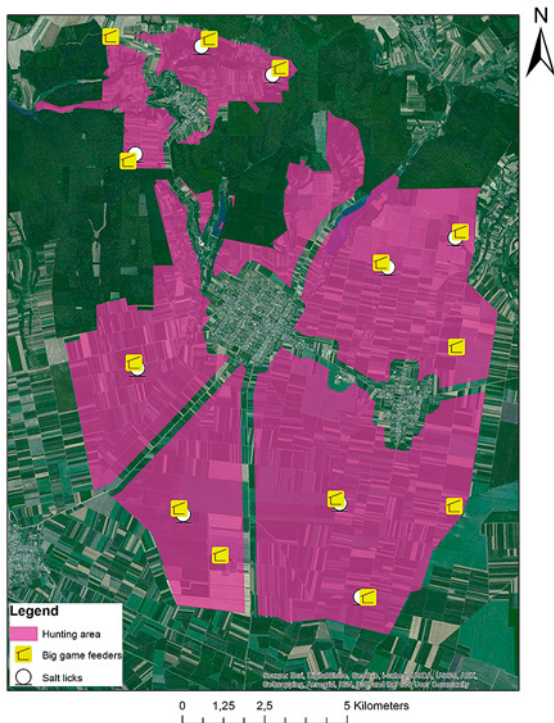 N
Legend
Hunting area
Big game feeders
Salt licks
0 1,25 2,5 5 Kilometers